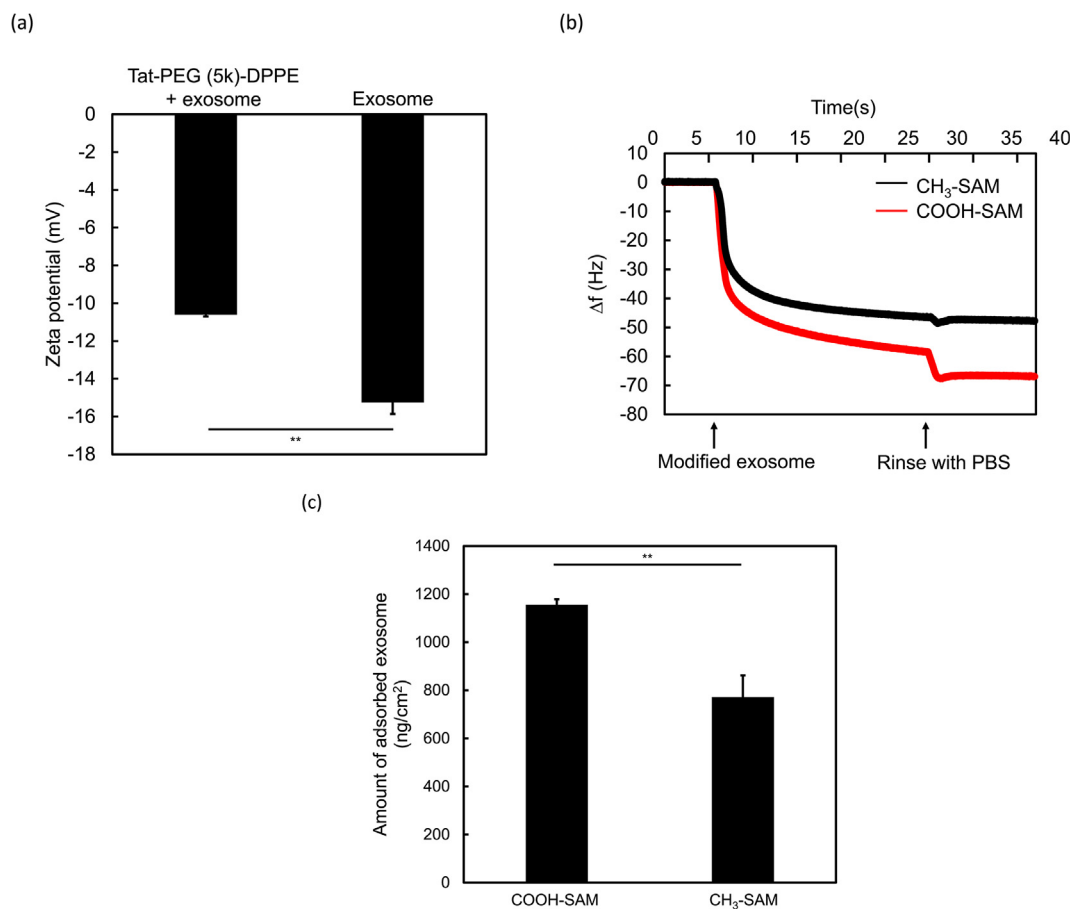 (a)
Tat-PEG (5k)-DPPE
+ exosome
Exosome
0
-2
-4
-6
-8
-10
-12
-14
-16
-18
Zeta potential (mV)
**
(b)
Time(s)
0 5 10 15 20 25 30 35 40
10
0
-10
-20
-30
-40
-50
-60
-70
-80
Δf (Hz)
CH₃-SAM
COOH-SAM
Modified exosome
Rinse with PBS
(c)
1400
1200
1000
800
600
400
200
0
Amount of adsorbed exosome
(ng/cm²)
**
COOH-SAM
CH₃-SAM